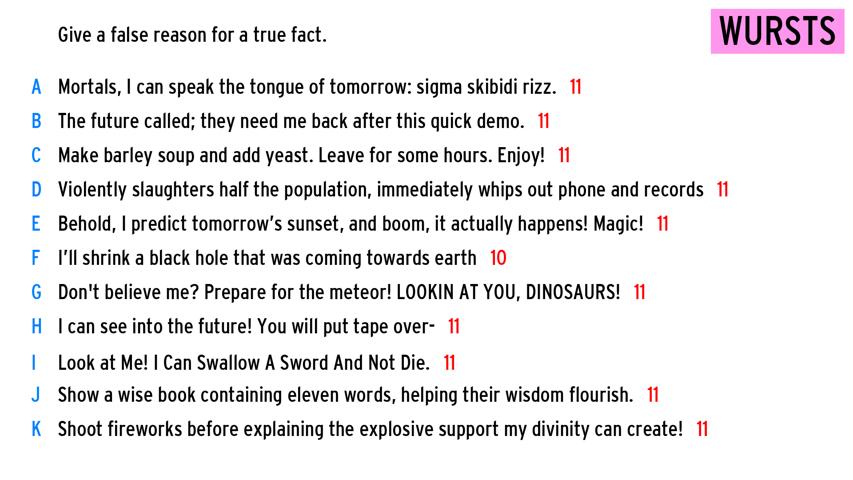 WURSTS
Give a false reason for a true fact.
A Mortals, I can speak the tongue of tomorrow: sigma skibidi rizz. 11
B The future called; they need me back after this quick demo. 11
C Make barley soup and add yeast. Leave for some hours. Enjoy! 11
D Violently slaughters half the population, immediately whips out phone and records 11
E Behold, I predict tomorrow's sunset, and boom, it actually happens! Magic! 11
F I'll shrink a black hole that was coming towards earth 10
G Don't believe me? Prepare for the meteor! LOOKIN AT YOU, DINOSAURS! 11
H I can see into the future! You will put tape over- 11
I Look at Me! I Can Swallow A Sword And Not Die. 11
J Show a wise book containing eleven words, helping their wisdom flourish. 11
K Shoot fireworks before explaining the explosive support my divinity can create! 11